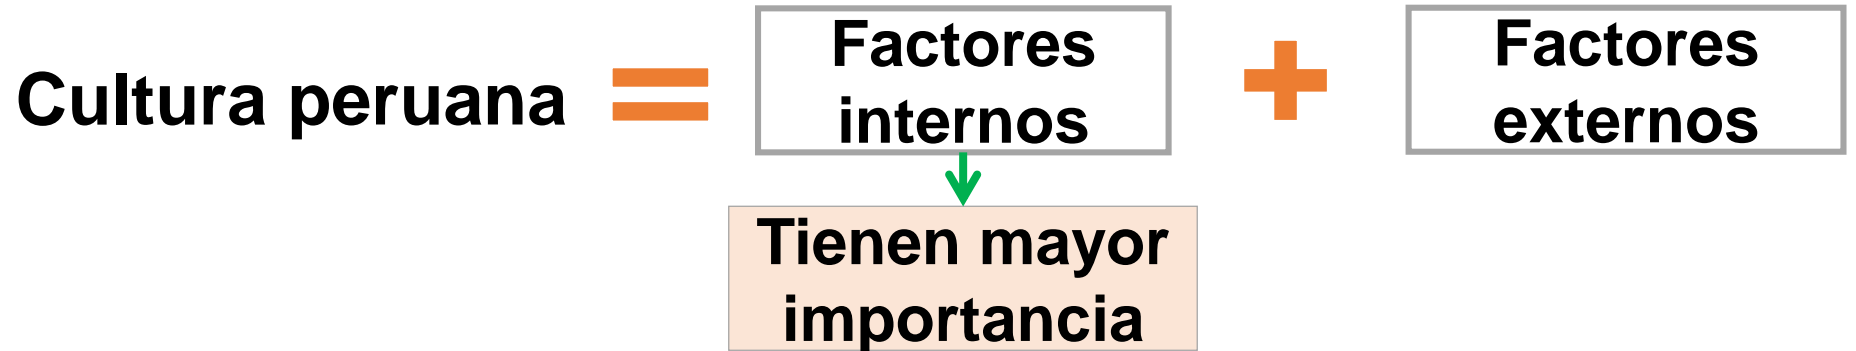 Cultura peruana = Factores internos + Factores externos
Tienen mayor
importancia